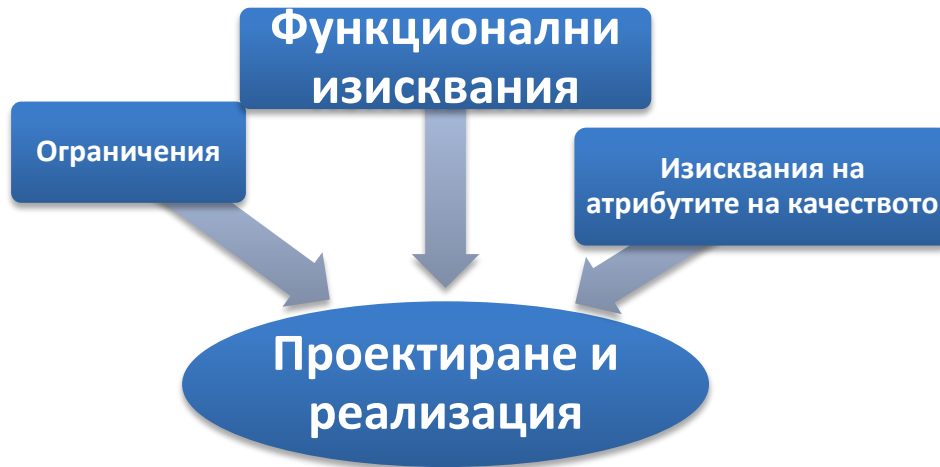 Функционални
изисквания
Ограничения
Изисквания на
атрибутите на качеството
Проектиране и
реализация